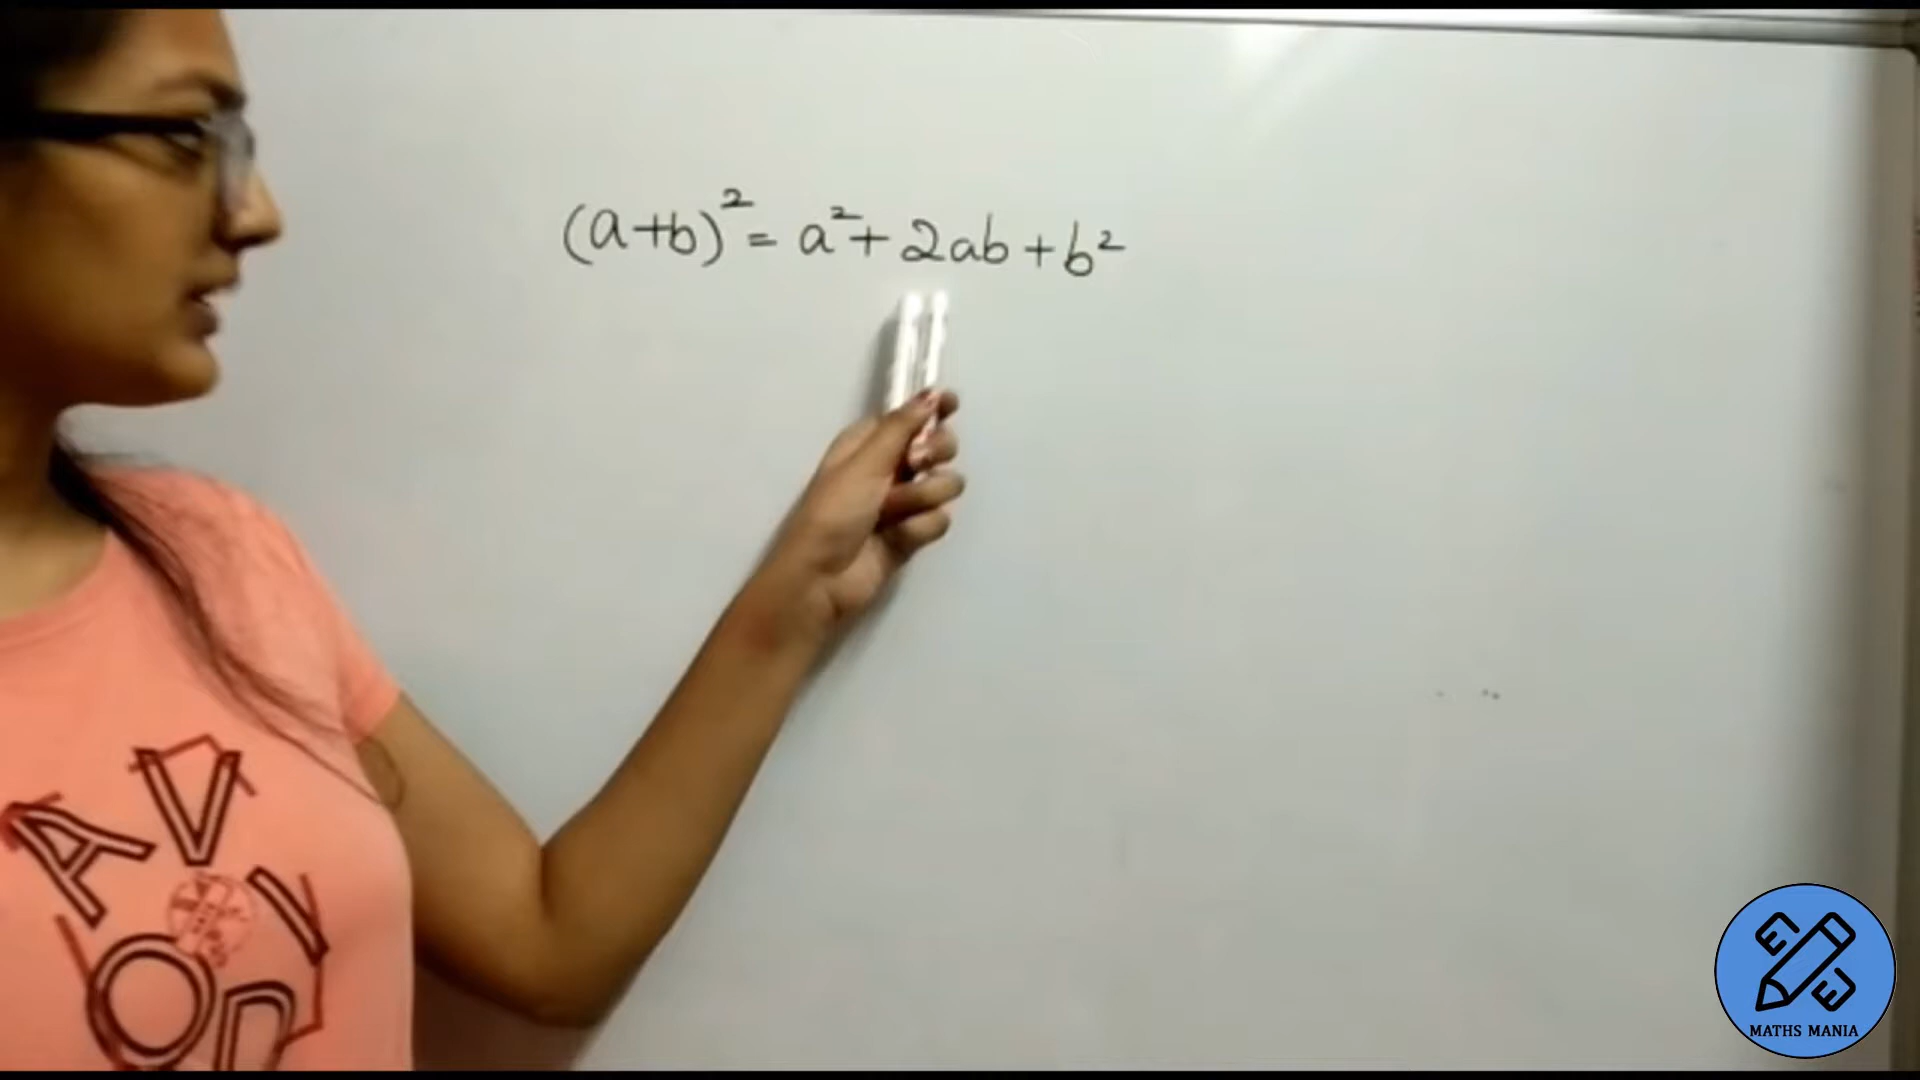 (a+b)² = a² + 2ab + b²
A V
O
MATHS MANIA